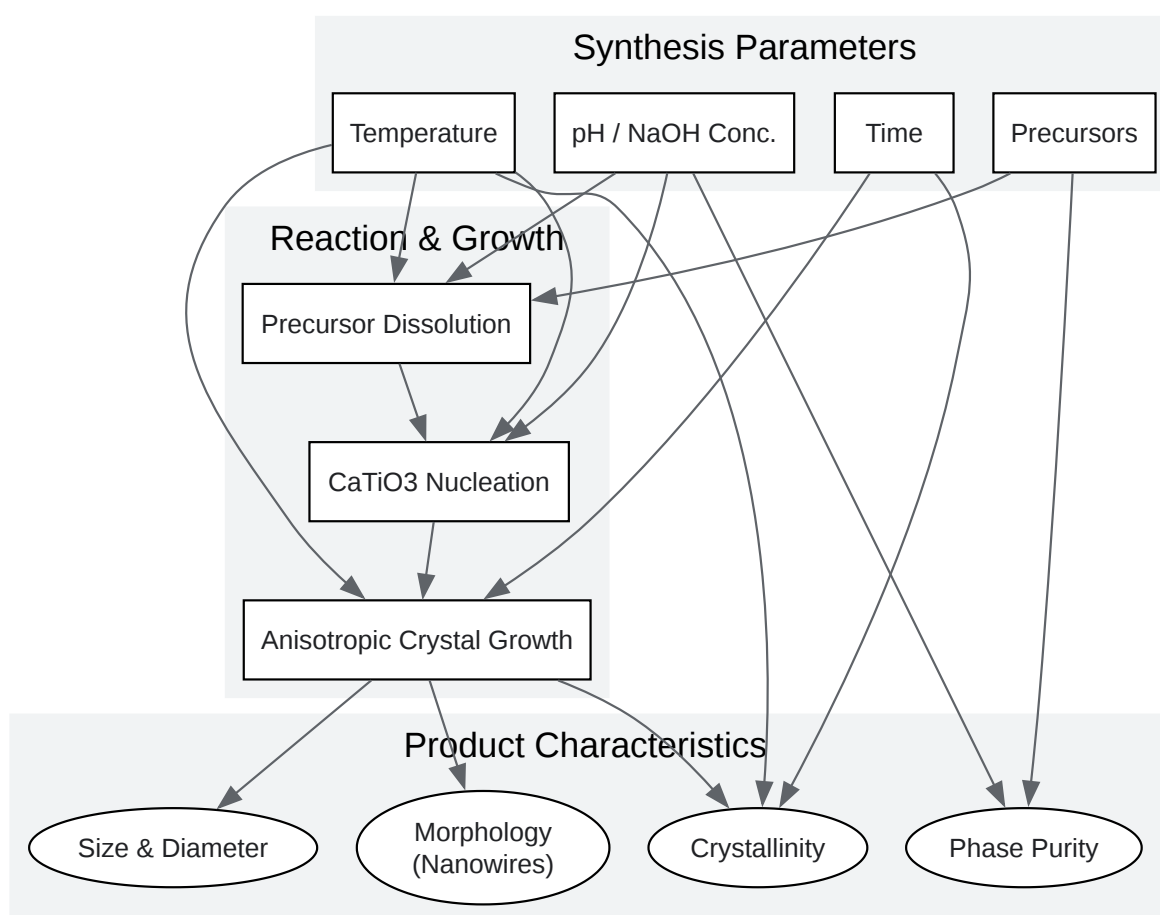 Synthesis Parameters
Temperature
pH / NaOH Conc.
Time
Precursors
Reaction & Growth
Precursor Dissolution
CaTiO3 Nucleation
Anisotropic Crystal Growth
Product Characteristics
Size & Diameter
Morphology
(Nanowires)
Crystallinity
Phase Purity